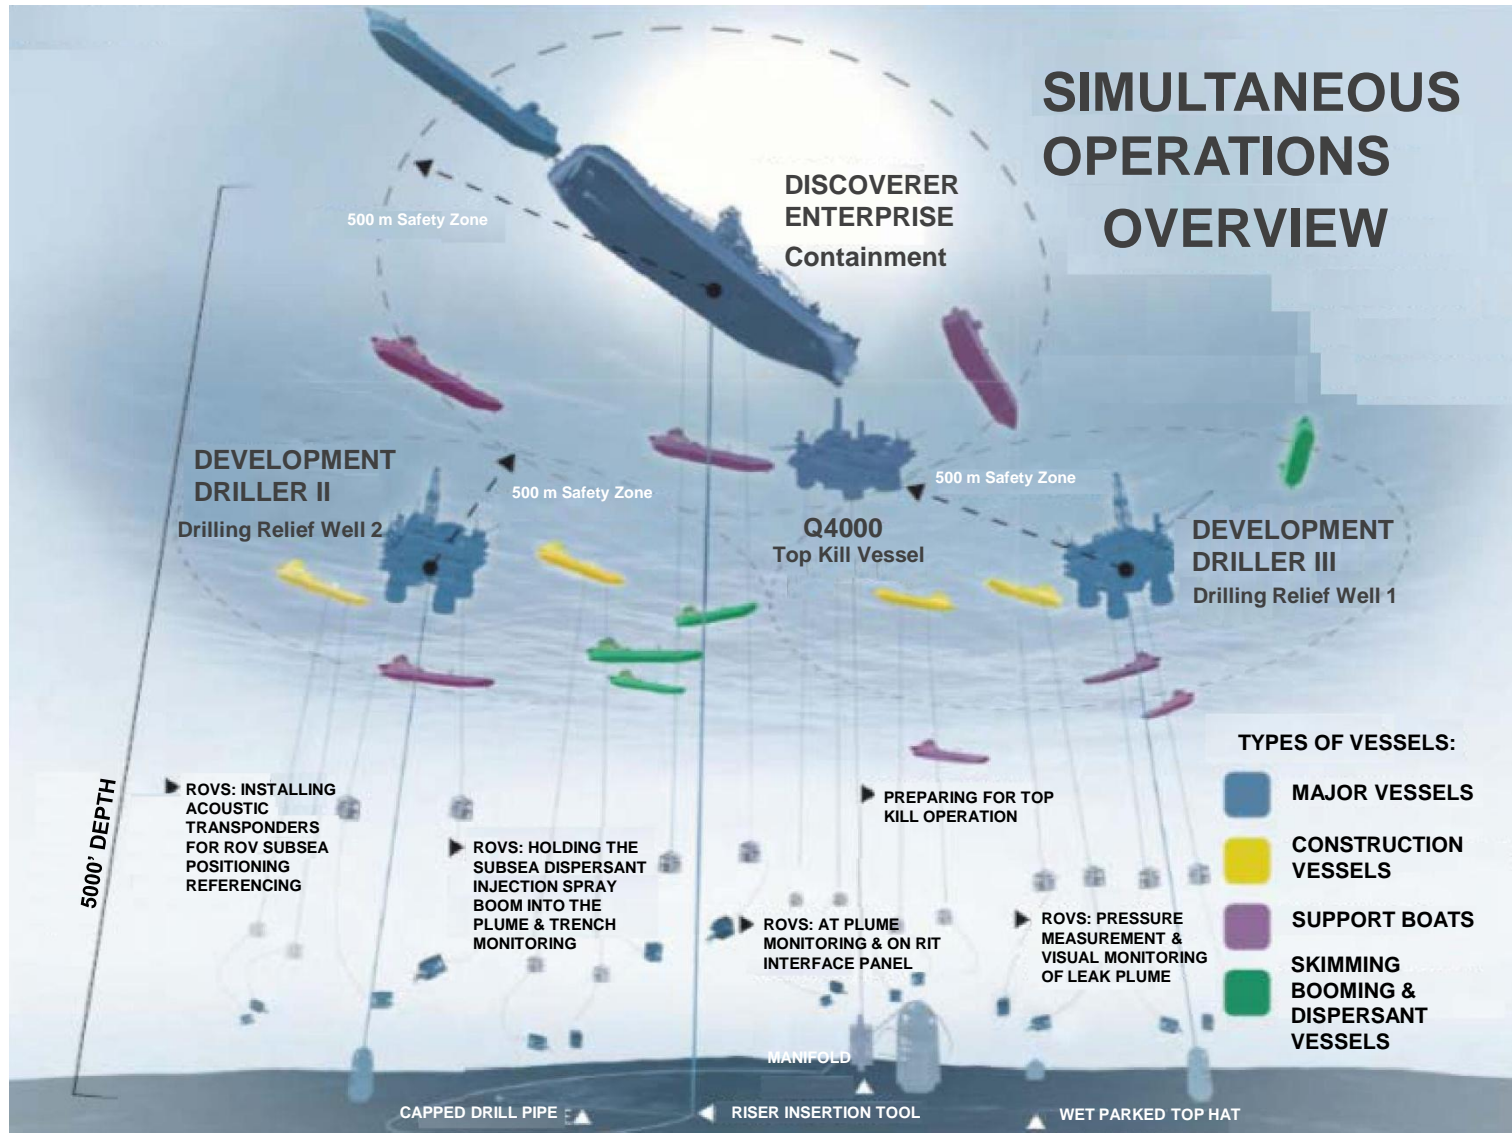 SIMULTANEOUS
OPERATIONS
OVERVIEW
DISCOVERER
ENTERPRISE
Containment
500 m Safety Zone
DEVELOPMENT
DRILLER II
Drilling Relief Well 2
500 m Safety Zone
500 m Safety Zone
Q4000
Top Kill Vessel
DEVELOPMENT
DRILLER III
Drilling Relief Well 1
5000' DEPTH
ROVS: INSTALLING
ACOUSTIC
TRANSPONDERS
FOR ROV SUBSEA
POSITIONING
REFERENCING
ROVS: HOLDING THE
SUBSEA DISPERSANT
INJECTION SPRAY
BOOM INTO THE
PLUME & TRENCH
MONITORING
PREPARING FOR TOP
KILL OPERATION
ROVS: AT PLUME
MONITORING & ON RIT
INTERFACE PANEL
ROVS: PRESSURE
MEASUREMENT &
VISUAL MONITORING
OF LEAK PLUME
TYPES OF VESSELS:
MAJOR VESSELS
CONSTRUCTION
VESSELS
SUPPORT BOATS
SKIMMING
BOOMING &
DISPERSANT
VESSELS
MANIFOLD
CAPPED DRILL PIPE
RISER INSERTION TOOL
WET PARKED TOP HAT